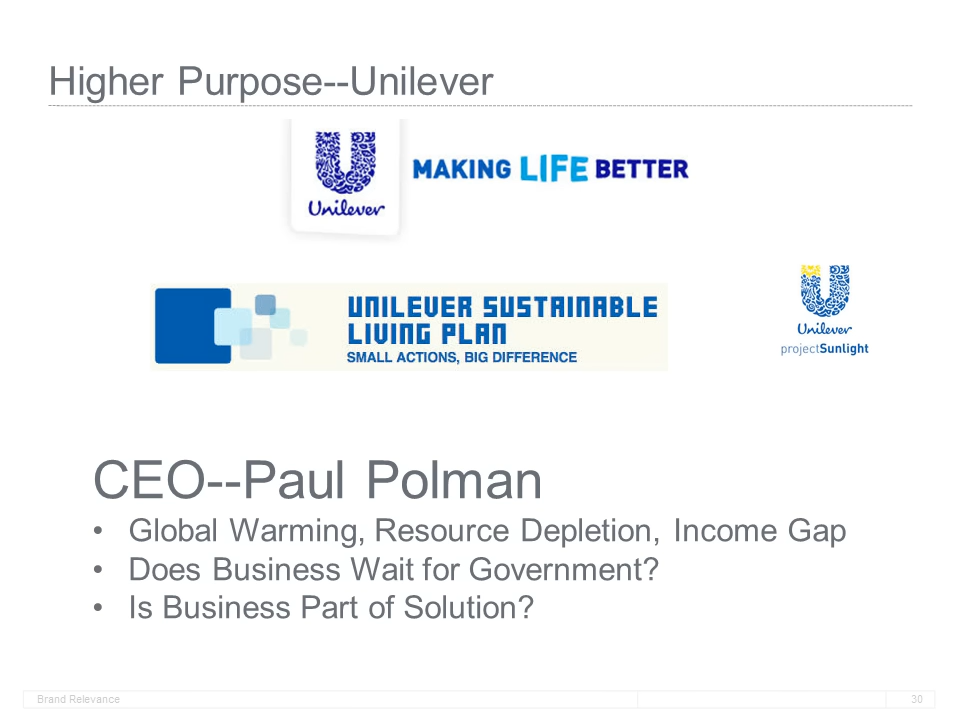 Higher Purpose--Unilever
Unilever
MAKING LIFE BETTER
UNILEVER SUSTAINABLE
LIVING PLAN
SMALL ACTIONS, BIG DIFFERENCE
Unilever
projectSunlight
CEO--Paul Polman
• Global Warming, Resource Depletion, Income Gap
• Does Business Wait for Government?
• Is Business Part of Solution?
Brand Relevance
30